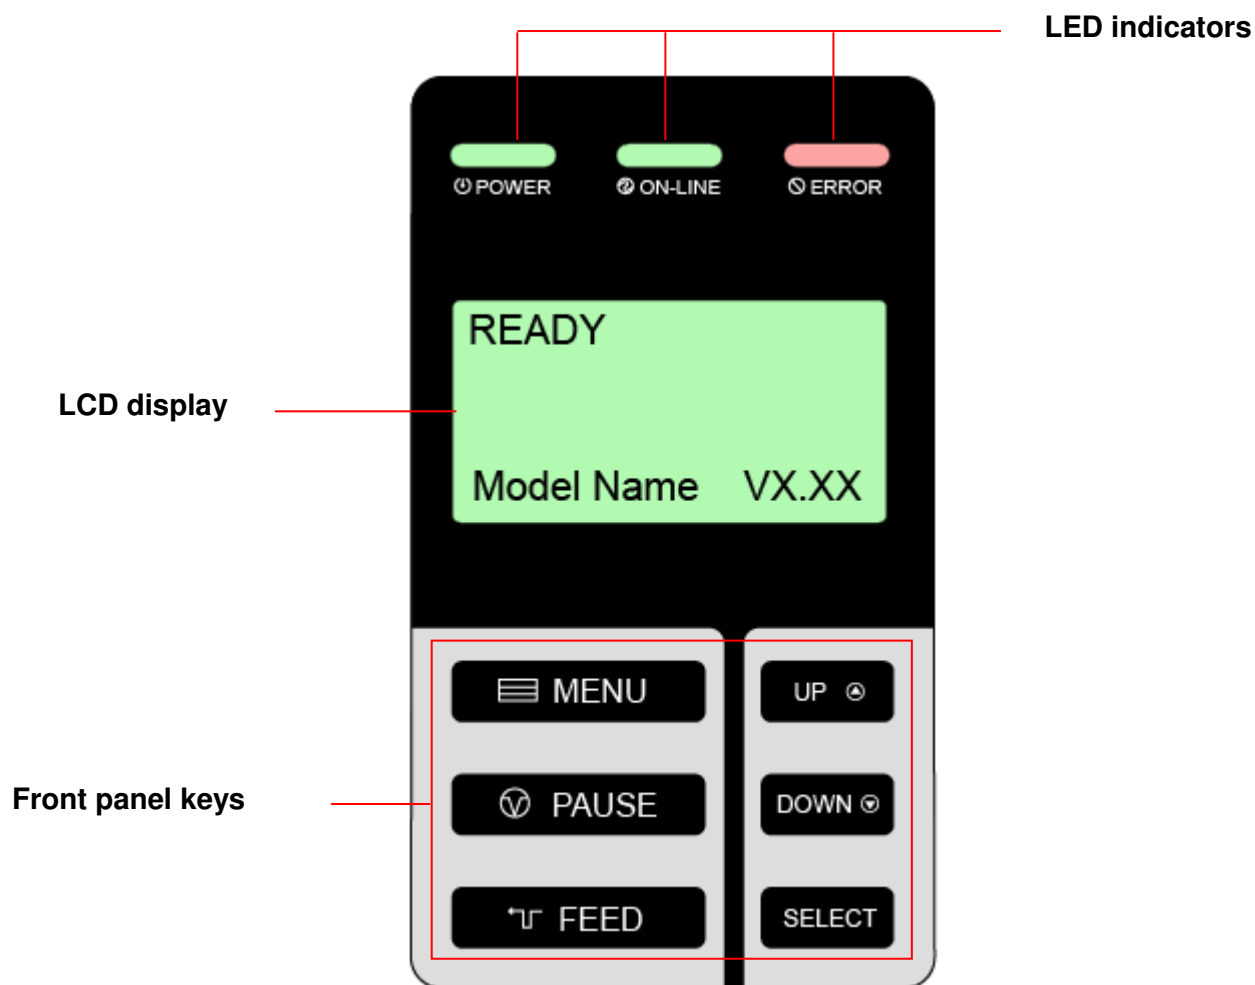 LED indicators
POWER ON-LINE ERROR
READY
LCD display
Model Name VX.XX
MENU UP
Front panel keys
PAUSE DOWN
FEED SELECT